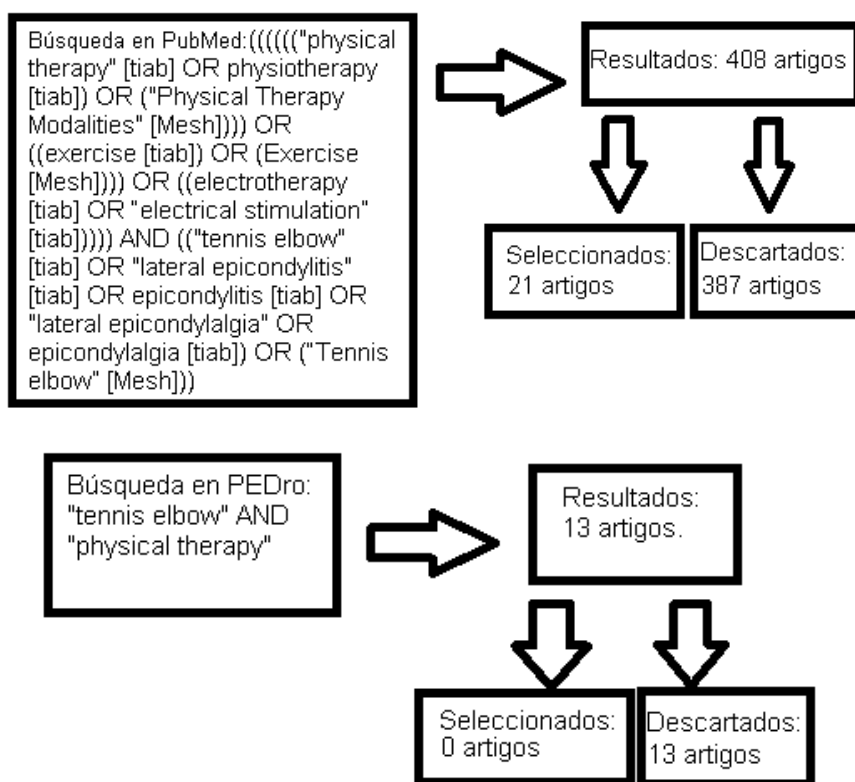 Búsqueda en PubMed:(((((("physical
therapy" [tiab] OR physiotherapy
[tiab]) OR ("Physical Therapy
Modalities" [Mesh]))) OR
((exercise [tiab]) OR (Exercise
[Mesh]))) OR ((electrotherapy
[tiab] OR "electrical stimulation"
[tiab])))) AND (("tennis elbow"
[tiab] OR "lateral epicondylitis"
[tiab] OR epicondylitis [tiab] OR
"lateral epicondylalgia" OR
epicondylalgia [tiab]) OR ("Tennis
elbow" [Mesh]))
Resultados: 408 artigos
Seleccionados:
21 artigos
Descartados:
387 artigos
Búsqueda en PEDro:
"tennis elbow" AND
"physical therapy"
Resultados:
13 artigos.
Seleccionados:
0 artigos
Descartados:
13 artigos